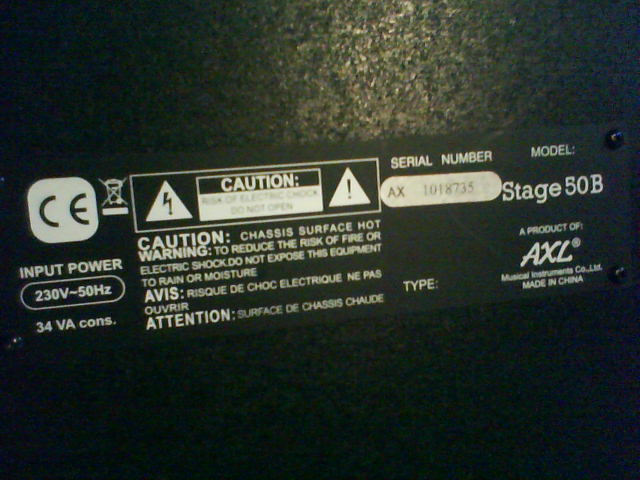 CE
INPUT POWER
230V~50Hz
34 VA cons.
CAUTION:
RISK OF ELECTRIC CHOCK
DO NOT OPEN
CAUTION: CHASSIS SURFACE HOT
WARNING: TO REDUCE THE RISK OF FIRE OR
ELECTRIC SHOCK.DO NOT EXPOSE THIS EQUIPMENT
TO RAIN OR MOISTURE
AVIS: RISQUE DE CHOC ELECTRIQUE NE PAS
OUVRIR
ATTENTION: SURFACE DE CHASSIS CHAUDE
SERIAL NUMBER
AX 1018735
TYPE:
MODEL:
Stage 50B
A PRODUCT OF:
AXL®
Musical Instruments Co.,Ltd.
MADE IN CHINA